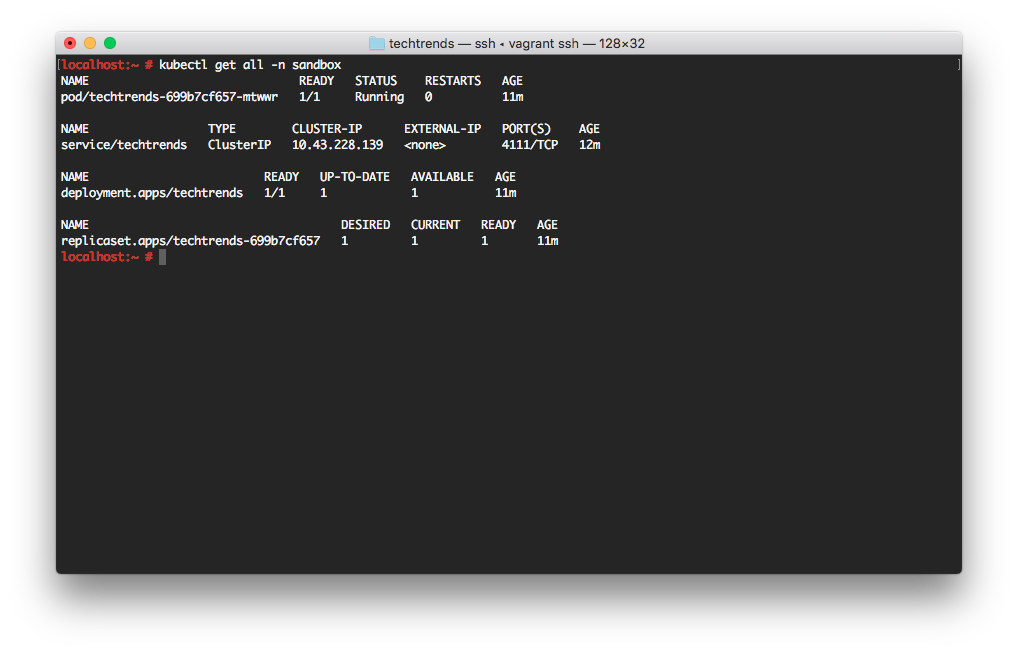 techtrends — ssh ◂ vagrant ssh — 128×32
[localhost:~ # kubectl get all -n sandbox ]
NAME READY STATUS RESTARTS AGE
pod/techtrends-699b7cf657-mtwwr 1/1 Running 0 11m
NAME TYPE CLUSTER-IP EXTERNAL-IP PORT(S) AGE
service/techtrends ClusterIP 10.43.228.139 <none> 4111/TCP 12m
NAME READY UP-TO-DATE AVAILABLE AGE
deployment.apps/techtrends 1/1 1 1 11m
NAME DESIRED CURRENT READY AGE
replicaset.apps/techtrends-699b7cf657 1 1 1 11m
localhost:~ #